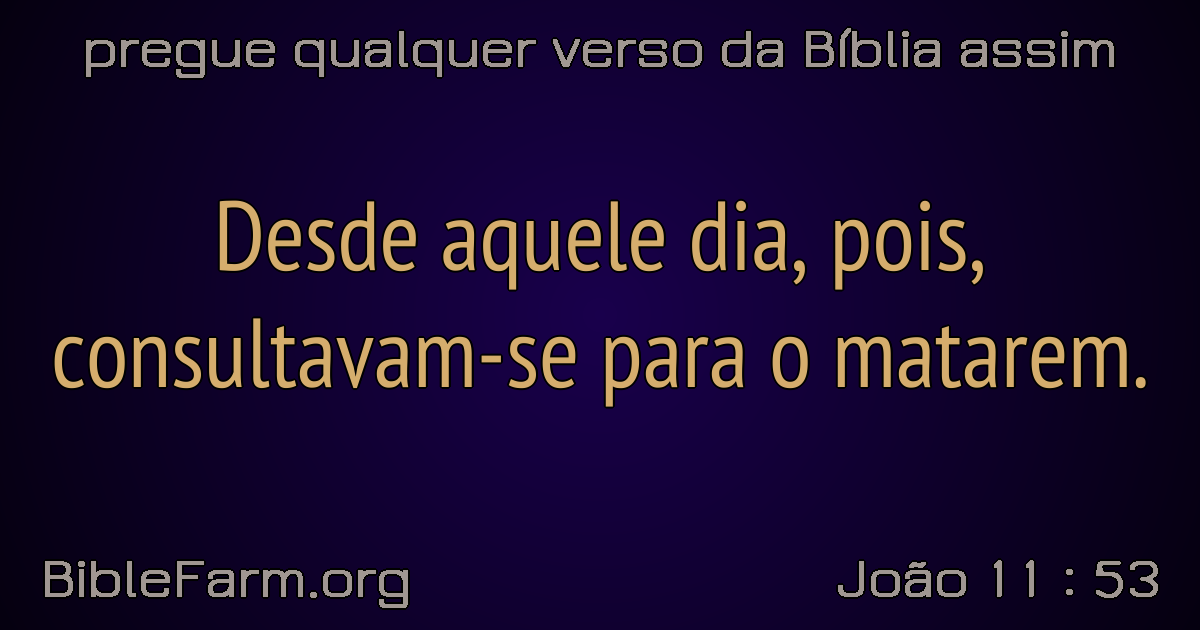 pregue qualquer verso da Bíblia assim
Desde aquele dia, pois,
consultavam-se para o matarem.
BibleFarm.org
João 11 : 53